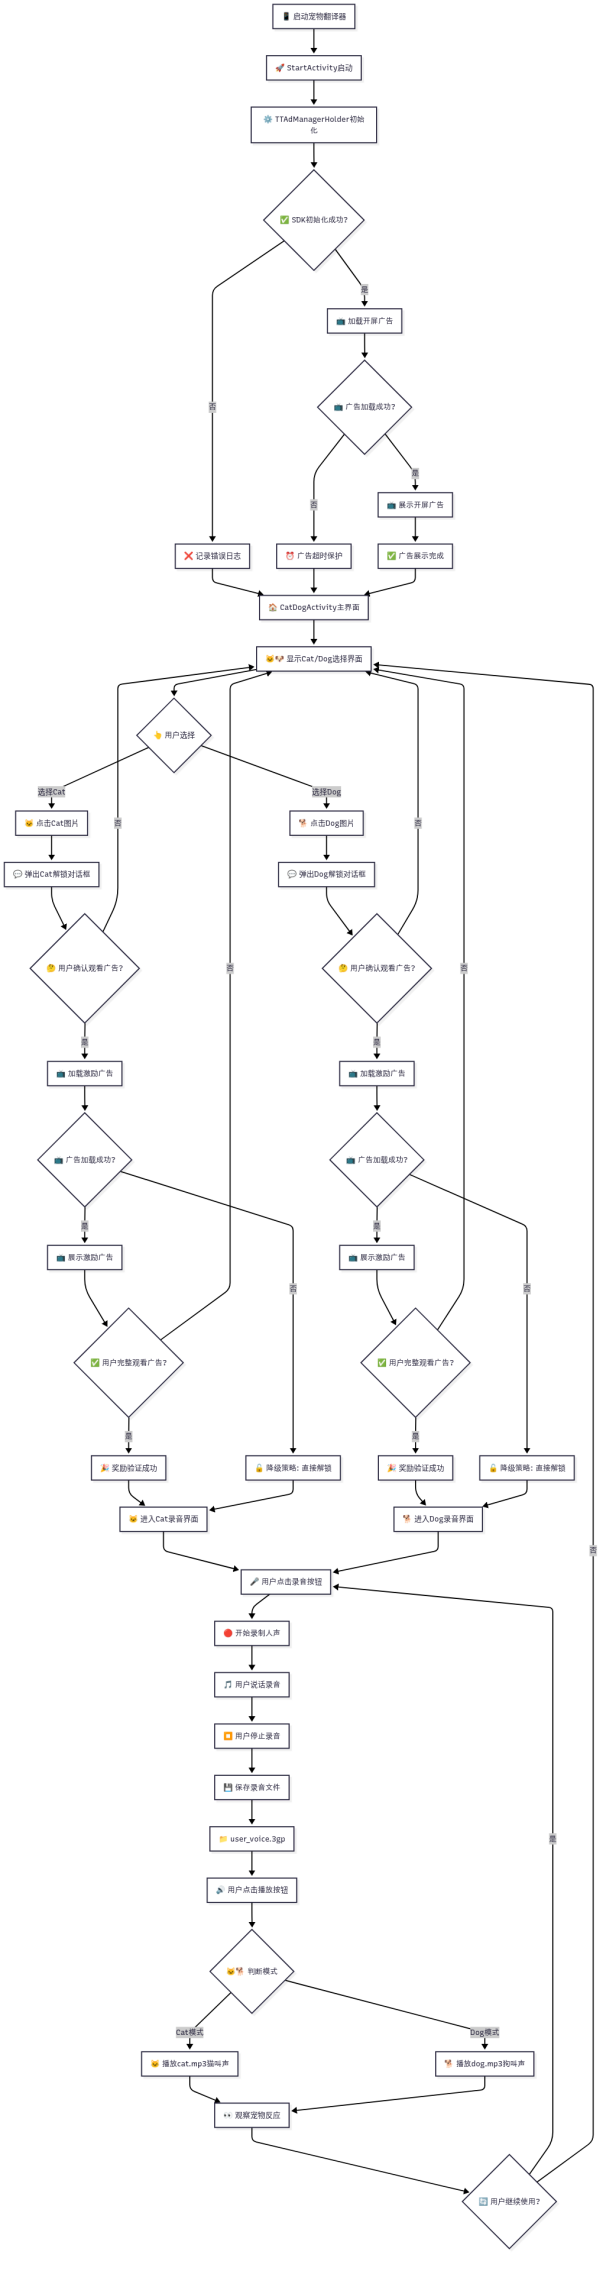 📱 启动宠物翻译器
🚀 StartActivity启动
⚙️ TTAdManagerHolder初始
化
✅ SDK初始化成功?
是
📺 加载开屏广告
否
📺 广告加载成功?
是
否
📺 展示开屏广告
❌ 记录错误日志
⏰ 广告超时保护
✅ 广告展示完成
🏠 CatDogActivity主界面
🐱🐶 显示Cat/Dog选择界面
👆 用户选择
选择Cat
选择Dog
🐱 点击Cat图片
否
🐕 点击Dog图片
否
💬 弹出Cat解锁对话框
💬 弹出Dog解锁对话框
🤔 用户确认观看广告?
否
🤔 用户确认观看广告?
否
是
是
📺 加载激励广告
📺 加载激励广告
📺 广告加载成功?
📺 广告加载成功?
是
是
📺 展示激励广告
否
📺 展示激励广告
否
✅ 用户完整观看广告?
✅ 用户完整观看广告?
是
是
🎉 奖励验证成功
🔓 降级策略: 直接解锁
🎉 奖励验证成功
🔓 降级策略: 直接解锁
🐱 进入Cat录音界面
🐕 进入Dog录音界面
否
🎤 用户点击录音按钮
🔴 开始录制人声
🎵 用户说话录音
⏹️ 用户停止录音
💾 保存录音文件
📁 user_voice.3gp
是
🔊 用户点击播放按钮
🐱🐕 判断模式
Cat模式
Dog模式
🐱 播放cat.mp3猫叫声
🐕 播放dog.mp3狗叫声
👀 观察宠物反应
🔄 用户继续使用?